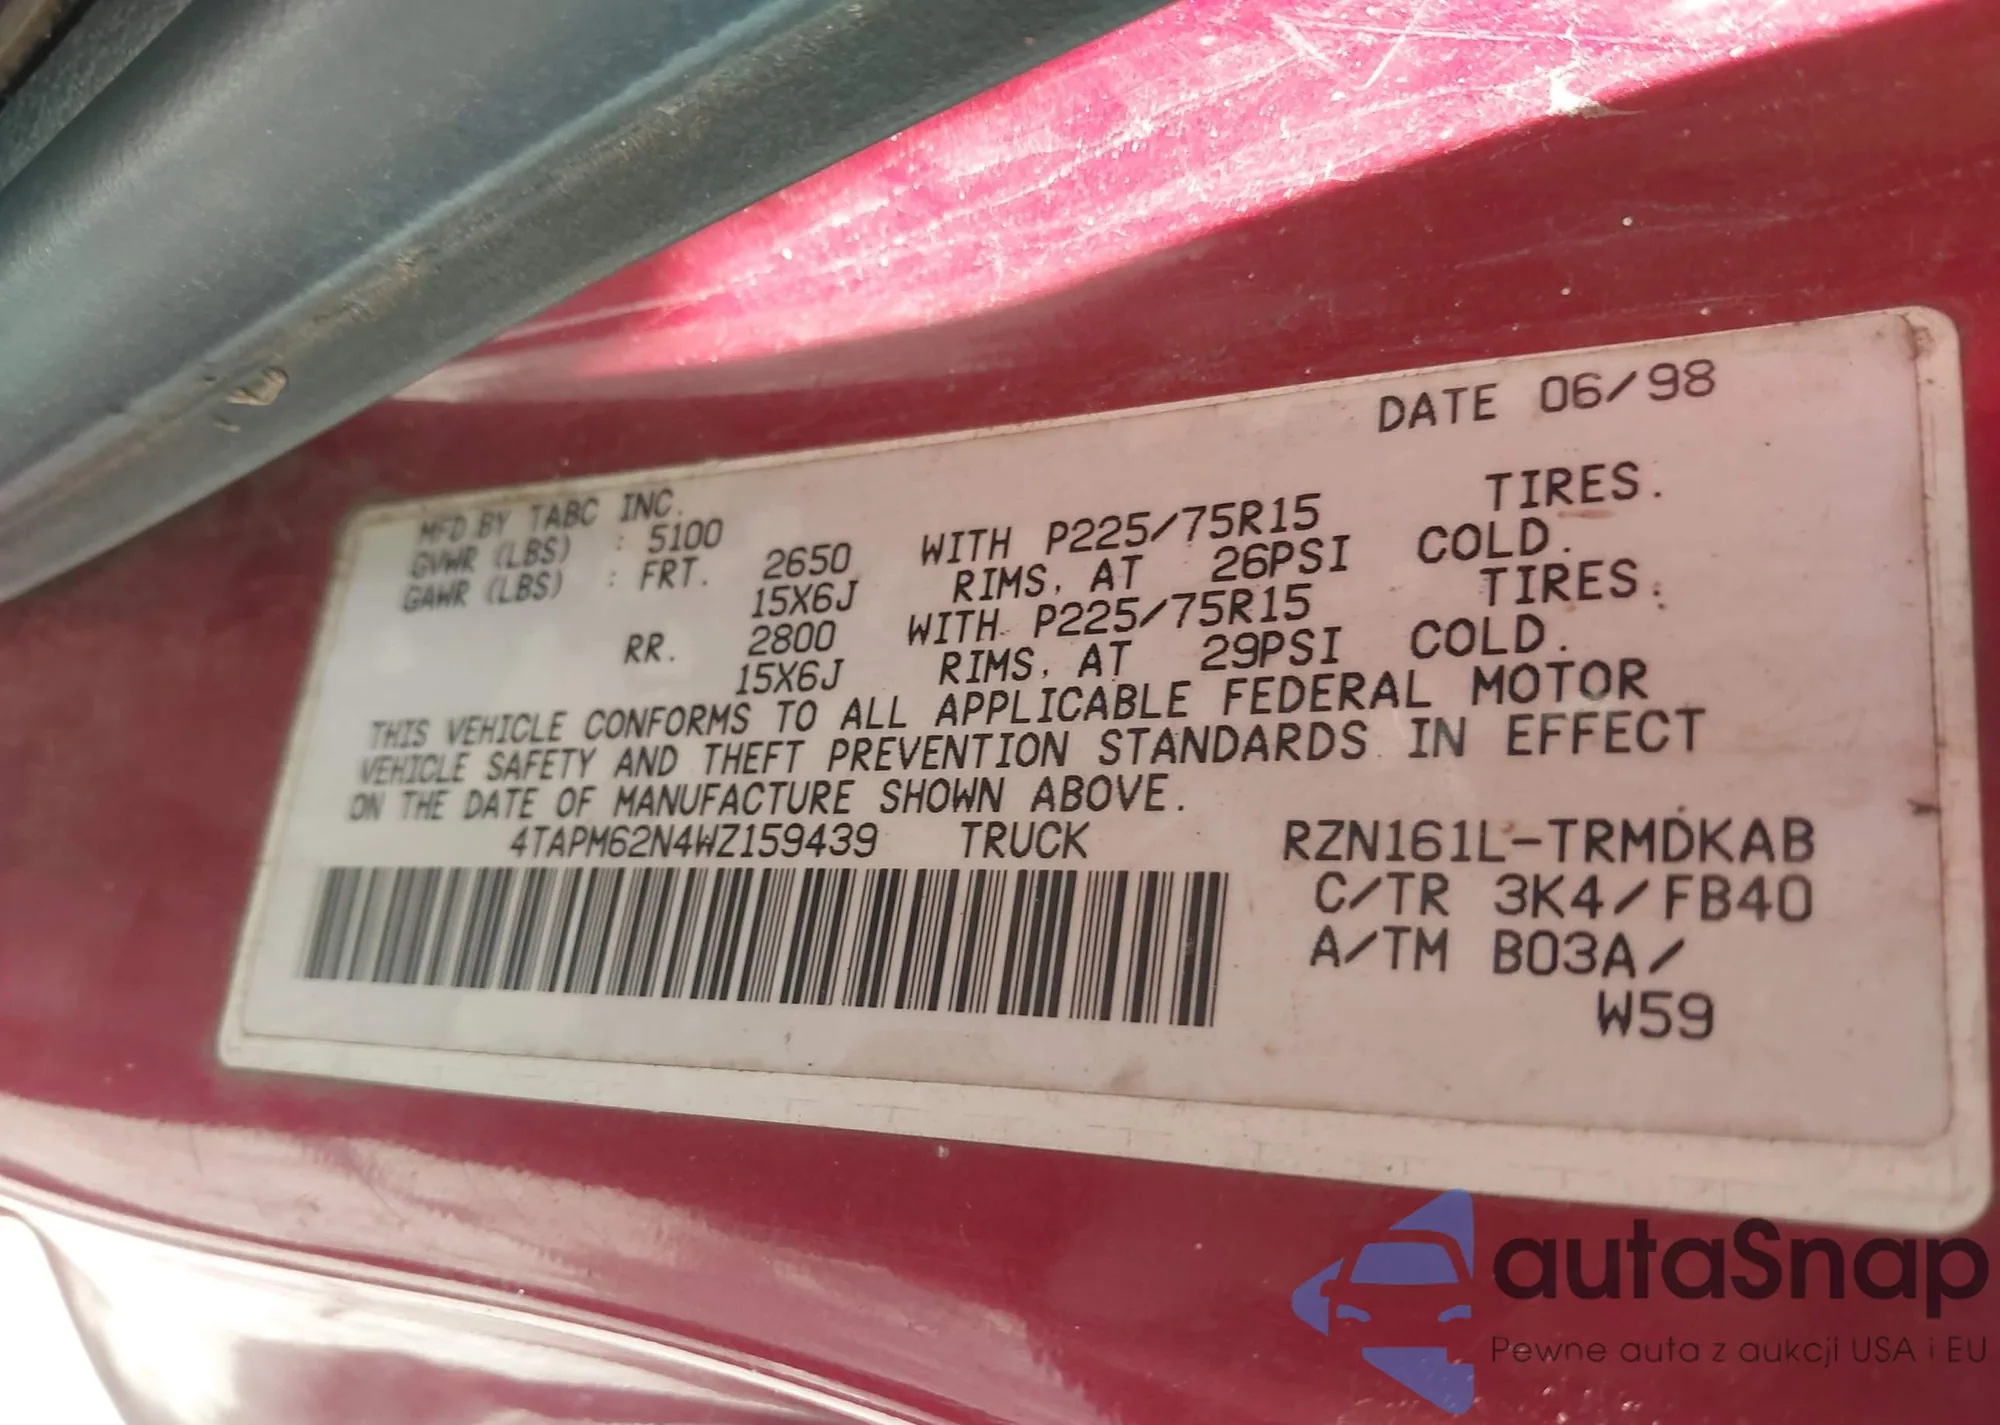 DATE 06/98
MFD.BY TABC INC.
GVWR (LBS) : 5100 WITH P225/75R15 TIRES.
GAWR (LBS) : FRT. 2650 RIMS, AT 26PSI COLD.
15X6J WITH P225/75R15 TIRES.
RR. 2800 RIMS, AT 29PSI COLD.
15X6J
THIS VEHICLE CONFORMS TO ALL APPLICABLE FEDERAL MOTOR
VEHICLE SAFETY AND THEFT PREVENTION STANDARDS IN EFFECT
ON THE DATE OF MANUFACTURE SHOWN ABOVE.
4TAPM62N4WZ159439 TRUCK RZN161L-TRMDKAB
C/TR 3K4/FB40
A/TM B03A/
W59
autaSnap
Pewne auta z aukcji USA i EU